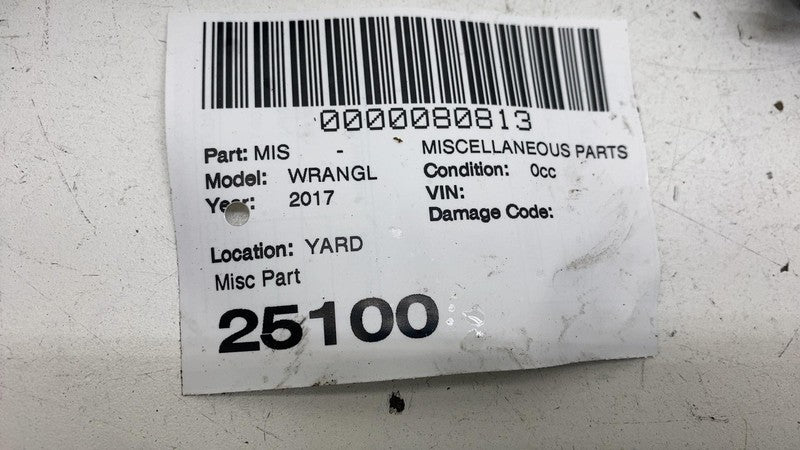 0000080813
Part: MIS - MISCELLANEOUS PARTS
Model: WRANGL Condition: 0cc
Year: 2017 VIN:
Damage Code:
Location: YARD
Misc Part
25100